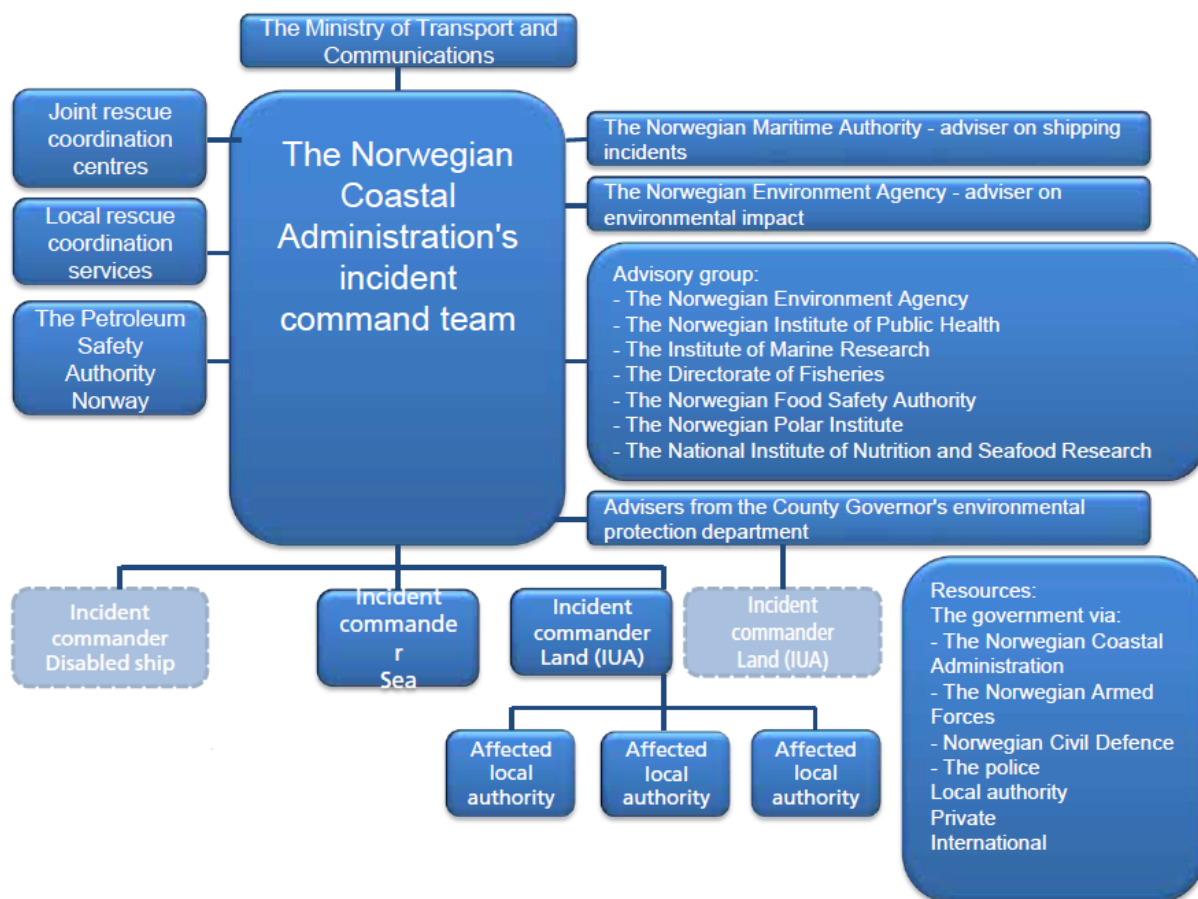 The Ministry of Transport and
Communications
Joint rescue
coordination
centres
Local rescue
coordination
services
The Petroleum
Safety
Authority
Norway
The Norwegian
Coastal
Administration's
incident
command team
The Norwegian Maritime Authority - adviser on shipping
incidents
The Norwegian Environment Agency - adviser on
environmental impact
Advisory group:
- The Norwegian Environment Agency
- The Norwegian Institute of Public Health
- The Institute of Marine Research
- The Directorate of Fisheries
- The Norwegian Food Safety Authority
- The Norwegian Polar Institute
- The National Institute of Nutrition and Seafood Research
Advisers from the County Governor's environmental
protection department
Incident
commander
Disabled ship
Incident
commande
r
Sea
Incident
commander
Land (IUA)
Incident
commander
Land (IUA)
Affected
local
authority
Affected
local
authority
Affected
local
authority
Resources:
The government via:
- The Norwegian Coastal
Administration
- The Norwegian Armed
Forces
- Norwegian Civil Defence
- The police
Local authority
Private
International